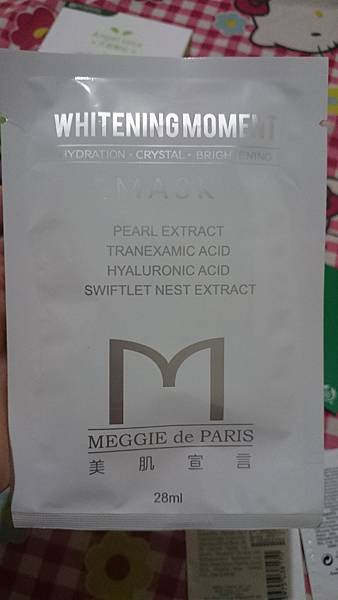 WHITENING MOMENT
HYDRATION · CRYSTAL · BRIGHTENING
MASK
PEARL EXTRACT
TRANEXAMIC ACID
HYALURONIC ACID
SWIFTLET NEST EXTRACT
MEGGIE de PARIS
美肌宣言
28ml